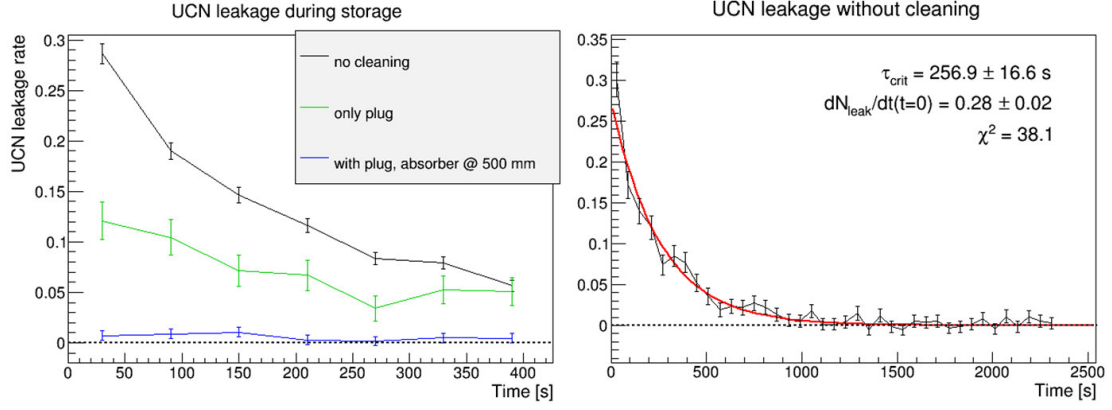 UCN leakage during storage
UCN leakage rate
0.3
0.25
0.2
0.15
0.1
0.05
0
no cleaning
only plug
with plug, absorber @ 500 mm
0 50 100 150 200 250 300 350 400
Time [s]
UCN leakage without cleaning
0.35
0.3
0.25
0.2
0.15
0.1
0.05
0
τcrit = 256.9 ± 16.6 s
dNleak/dt(t=0) = 0.28 ± 0.02
χ² = 38.1
0 500 1000 1500 2000 2500
Time [s]